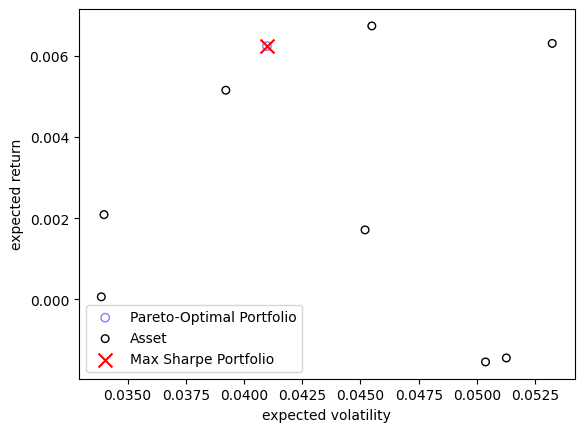 0.006
0.004
0.002
0.000
expected return
Pareto-Optimal Portfolio
Asset
Max Sharpe Portfolio
0.0350 0.0375 0.0400 0.0425 0.0450 0.0475 0.0500 0.0525
expected volatility